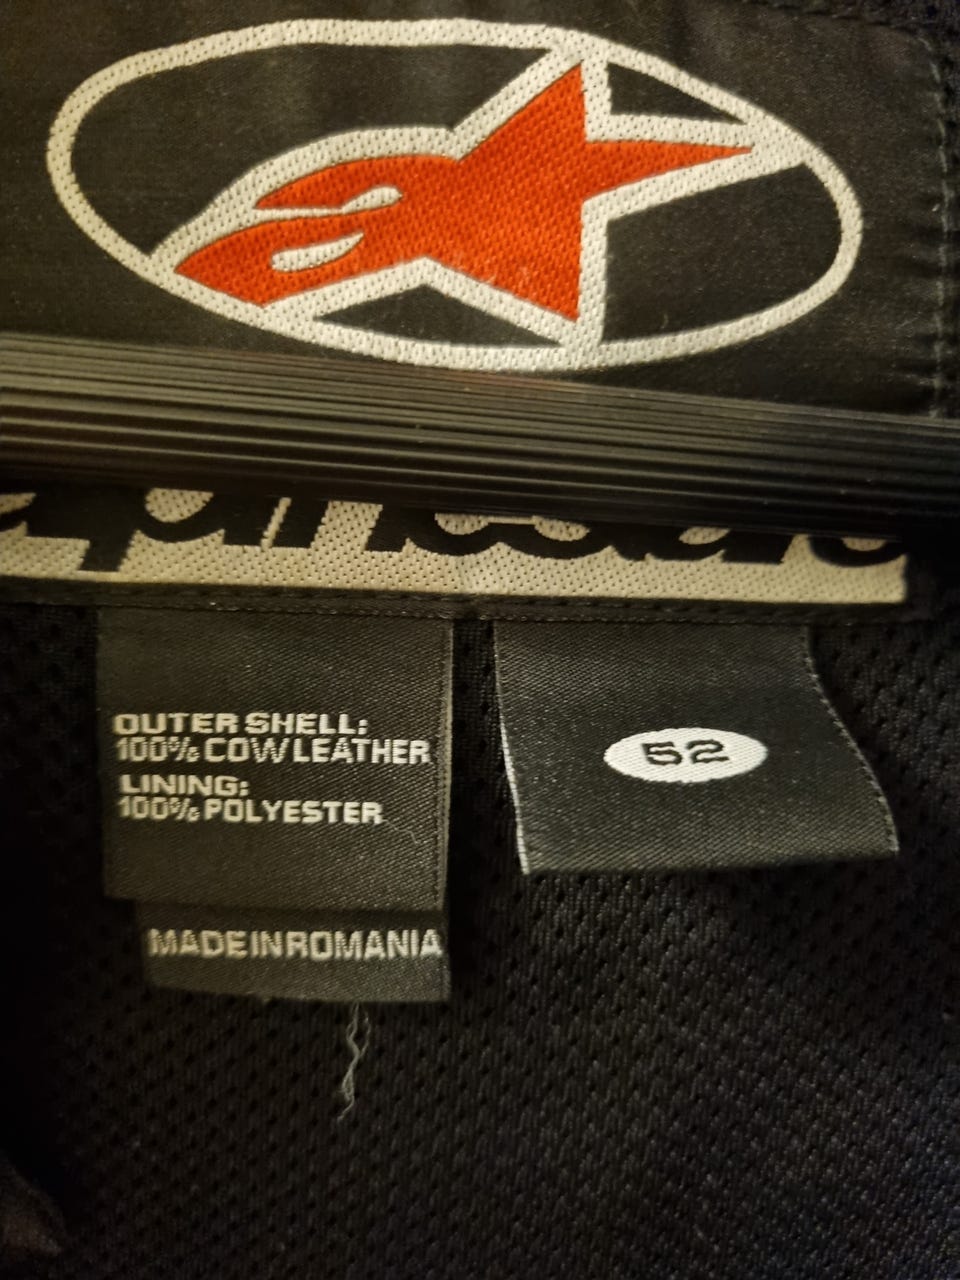 OUTER SHELL:
100% COW LEATHER
LINING:
100% POLYESTER
52
MADE IN ROMANIA